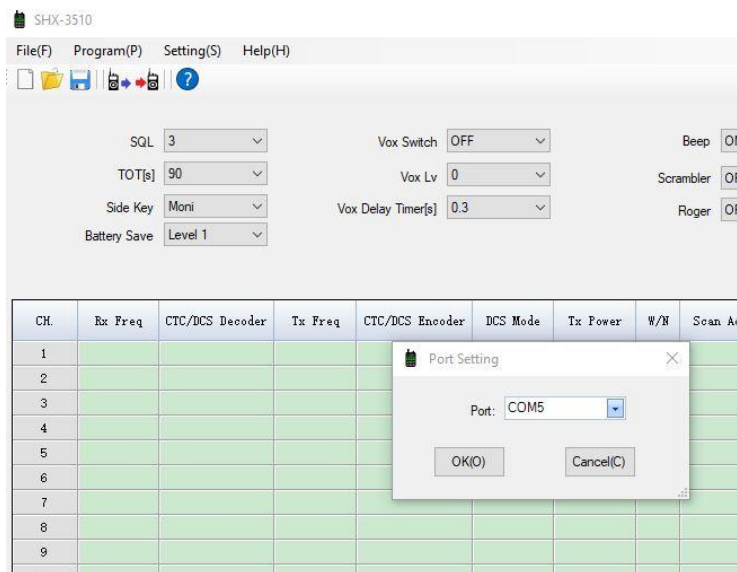 SHX-3510
File(F) Program(P) Setting(S) Help(H)
?
SQL 3 Vox Switch OFF Beep
TOT[s] 90 Vox Lv 0 Scrambler
Side Key Moni Vox Delay Timer[s] 0.3 Roger
Battery Save Level 1
CH. Rx Freq CTC/DCS Decoder Tx Freq CTC/DCS Encoder DCS Mode Tx Power W/N Scan
1
2
3
4
5
6
7
8
9
Port Setting
Port: COM5
OK(O) Cancel(C)